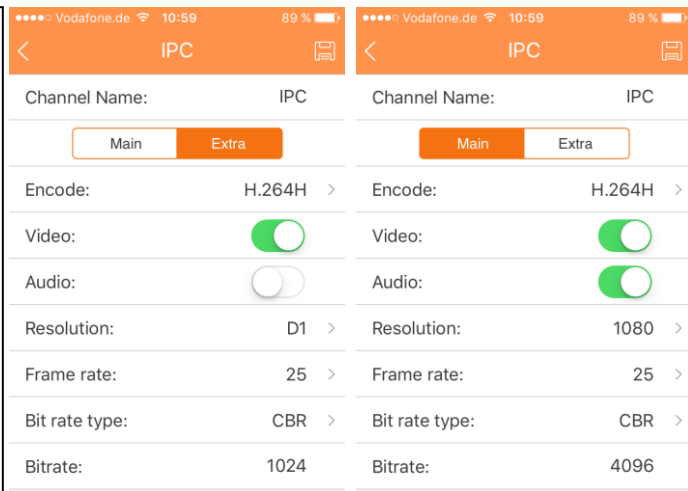 Vodafone.de 10:59 89 %
IPC
Channel Name: IPC
Main Extra
Encode: H.264H
Video:
Audio:
Resolution: D1
Frame rate: 25
Bit rate type: CBR
Bitrate: 1024
Vodafone.de 10:59 89 %
IPC
Channel Name: IPC
Main Extra
Encode: H.264H
Video:
Audio:
Resolution: 1080
Frame rate: 25
Bit rate type: CBR
Bitrate: 4096